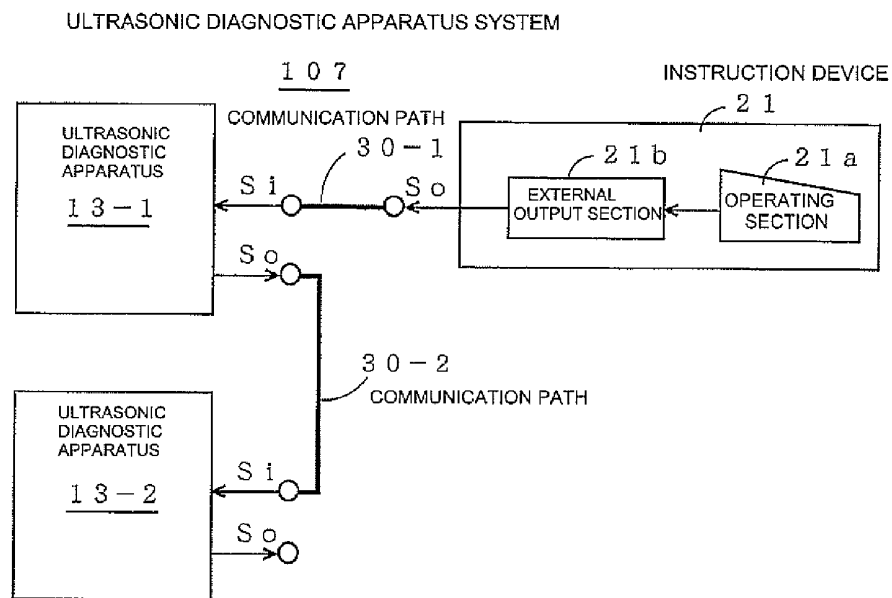 ULTRASONIC DIAGNOSTIC APPARATUS SYSTEM
107
INSTRUCTION DEVICE
21
COMMUNICATION PATH
30-1
ULTRASONIC
DIAGNOSTIC
APPARATUS
13-1
Si
So
21b
EXTERNAL
OUTPUT SECTION
21a
OPERATING
SECTION
So
30-2
COMMUNICATION PATH
ULTRASONIC
DIAGNOSTIC
APPARATUS
13-2
Si
So